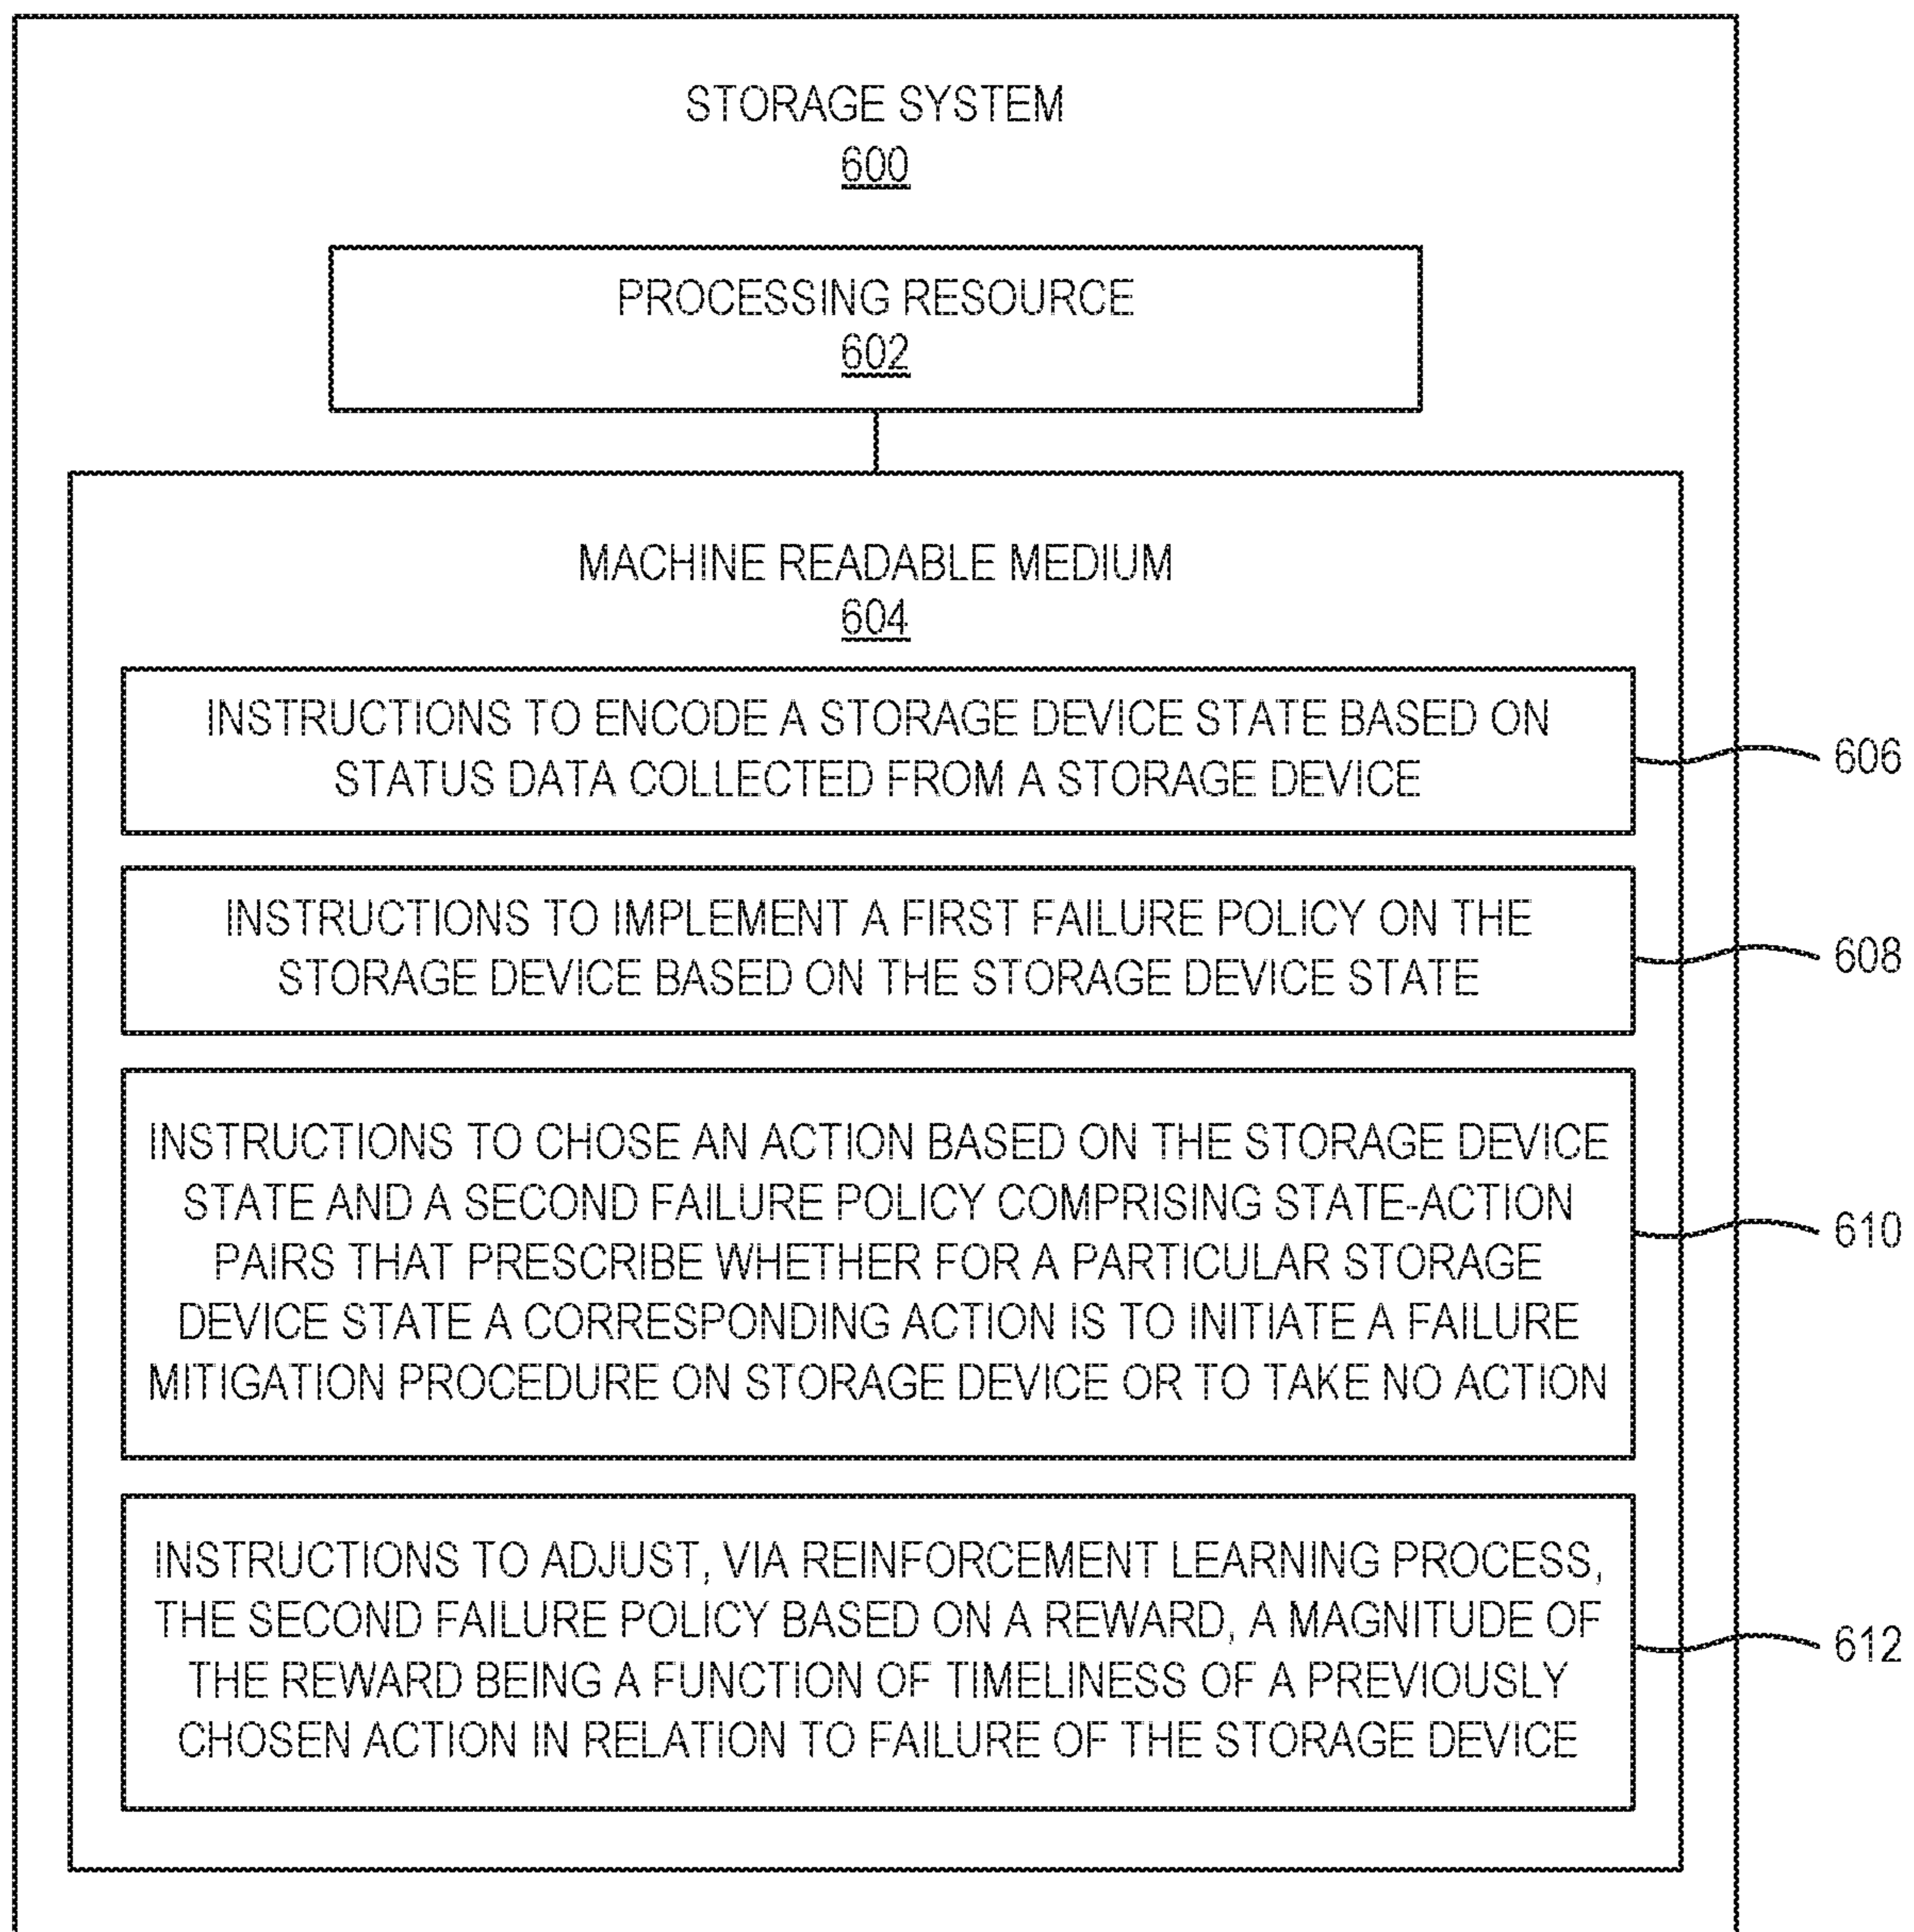 STORAGE SYSTEM
600
PROCESSING RESOURCE
602
MACHINE READABLE MEDIUM
604
INSTRUCTIONS TO ENCODE A STORAGE DEVICE STATE BASED ON
STATUS DATA COLLECTED FROM A STORAGE DEVICE
606
INSTRUCTIONS TO IMPLEMENT A FIRST FAILURE POLICY ON THE
STORAGE DEVICE BASED ON THE STORAGE DEVICE STATE
608
INSTRUCTIONS TO CHOSE AN ACTION BASED ON THE STORAGE DEVICE
STATE AND A SECOND FAILURE POLICY COMPRISING STATE-ACTION
PAIRS THAT PRESCRIBE WHETHER FOR A PARTICULAR STORAGE
DEVICE STATE A CORRESPONDING ACTION IS TO INITIATE A FAILURE
MITIGATION PROCEDURE ON STORAGE DEVICE OR TO TAKE NO ACTION
610
INSTRUCTIONS TO ADJUST, VIA REINFORCEMENT LEARNING PROCESS,
THE SECOND FAILURE POLICY BASED ON A REWARD, A MAGNITUDE OF
THE REWARD BEING A FUNCTION OF TIMELINESS OF A PREVIOUSLY
CHOSEN ACTION IN RELATION TO FAILURE OF THE STORAGE DEVICE
612